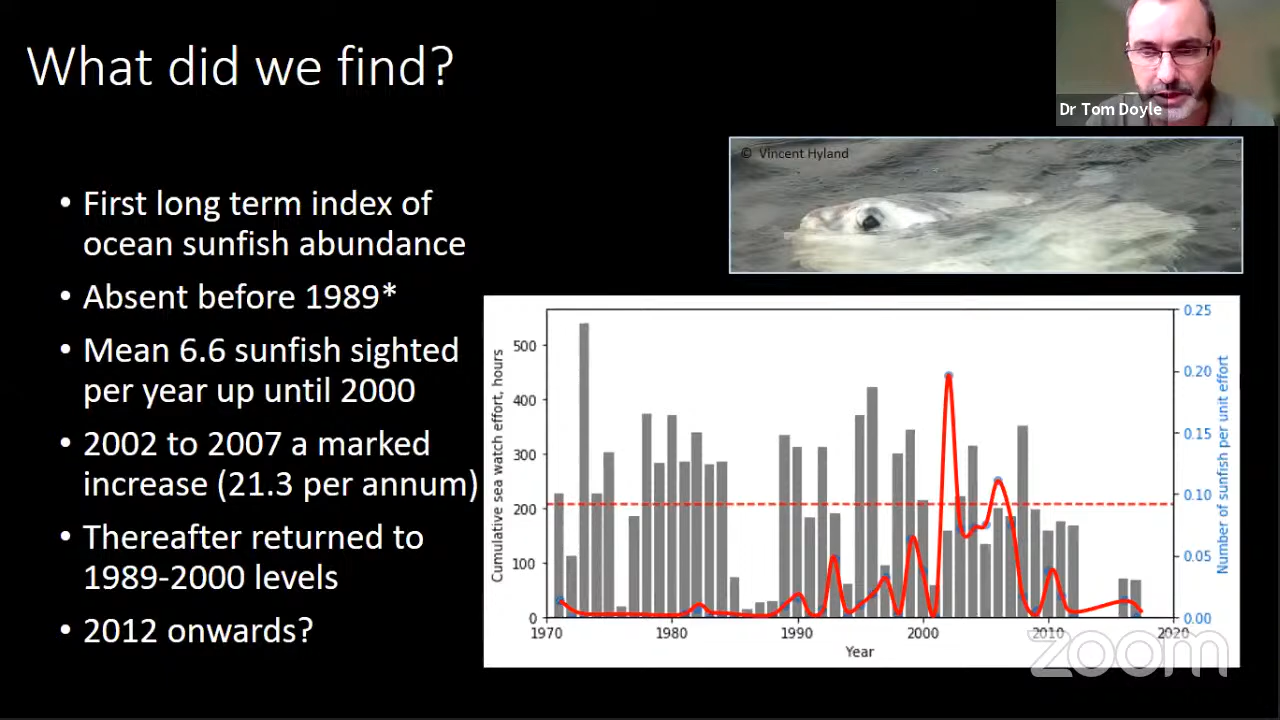 What did we find?
Dr Tom Doyle
© Vincent Hyland
• First long term index of
ocean sunfish abundance
• Absent before 1989*
• Mean 6.6 sunfish sighted
per year up until 2000
• 2002 to 2007 a marked
increase (21.3 per annum)
• Thereafter returned to
1989-2000 levels
• 2012 onwards?
Cumulative sea watch effort, hours
500
400
300
200
100
0
1970 1980 1990 2000 2010 2020
Year
0.25
0.20
0.15
0.10
0.05
0.00
Number of sunfish per unit effort
zoom